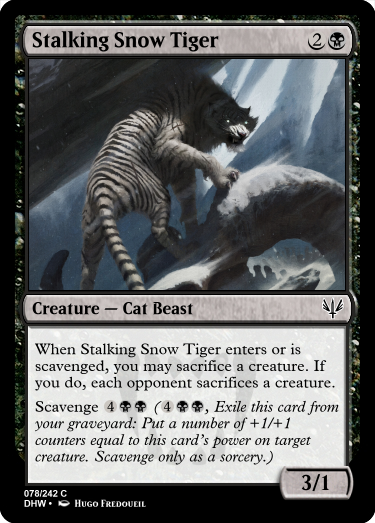 Stalking Snow Tiger 2
Creature — Cat Beast
When Stalking Snow Tiger enters or is
scavenged, you may sacrifice a creature. If
you do, each opponent sacrifices a creature.
Scavenge 4 (4, Exile this card from
your graveyard: Put a number of +1/+1
counters equal to this card's power on target
creature. Scavenge only as a sorcery.)
3/1
078/242 C
DHW • Hugo Fredoueil